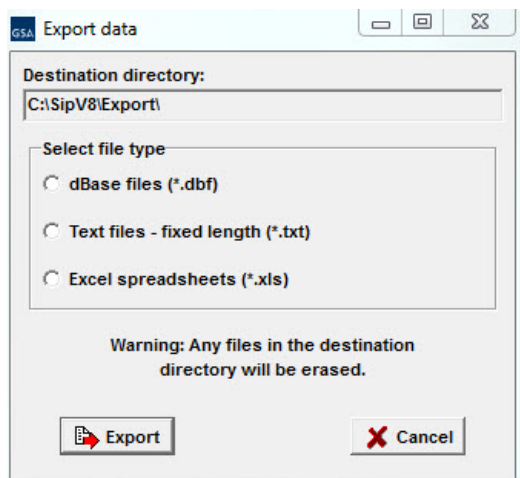 GSA Export data
Destination directory:
C:\SipV8\Export\
Select file type
dBase files (*.dbf)
Text files - fixed length (*.txt)
Excel spreadsheets (*.xls)
Warning: Any files in the destination
directory will be erased.
Export Cancel